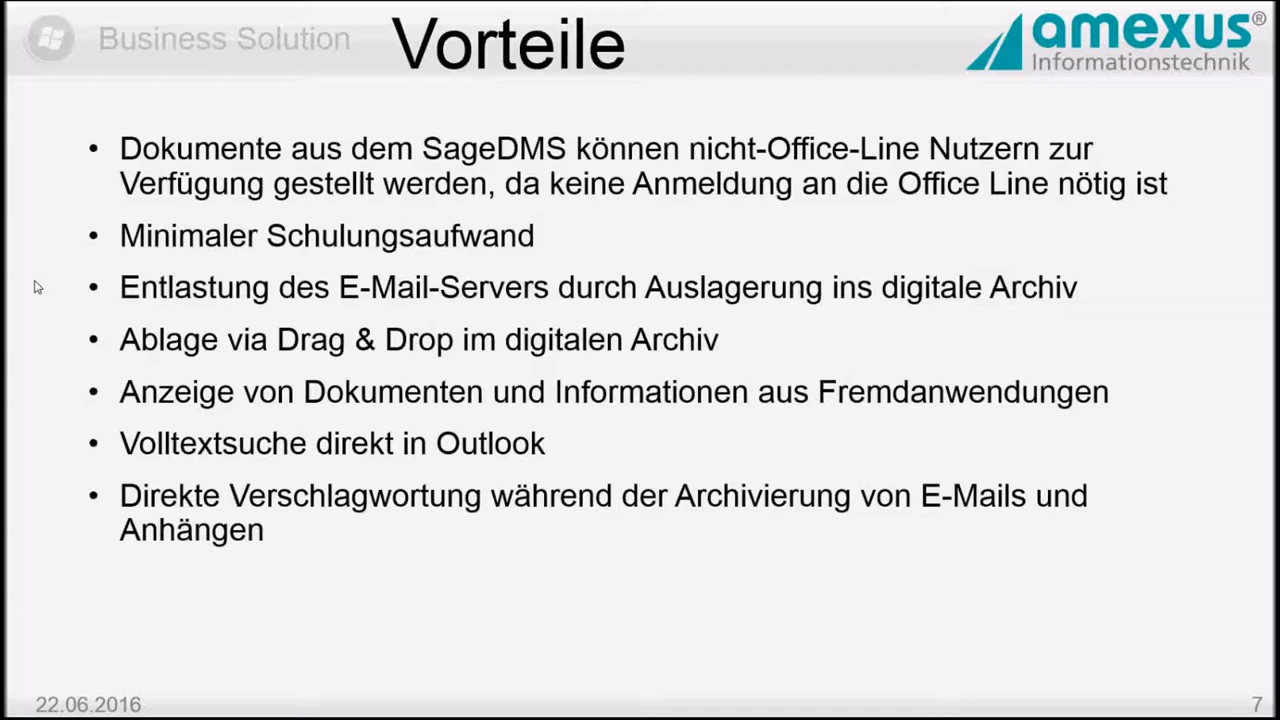 Business Solution
Vorteile
amexus®
Informationstechnik
• Dokumente aus dem SageDMS können nicht-Office-Line Nutzern zur
Verfügung gestellt werden, da keine Anmeldung an die Office Line nötig ist
• Minimaler Schulungsaufwand
• Entlastung des E-Mail-Servers durch Auslagerung ins digitale Archiv
• Ablage via Drag & Drop im digitalen Archiv
• Anzeige von Dokumenten und Informationen aus Fremdanwendungen
• Volltextsuche direkt in Outlook
• Direkte Verschlagwortung während der Archivierung von E-Mails und
Anhängen
22.06.2016
7